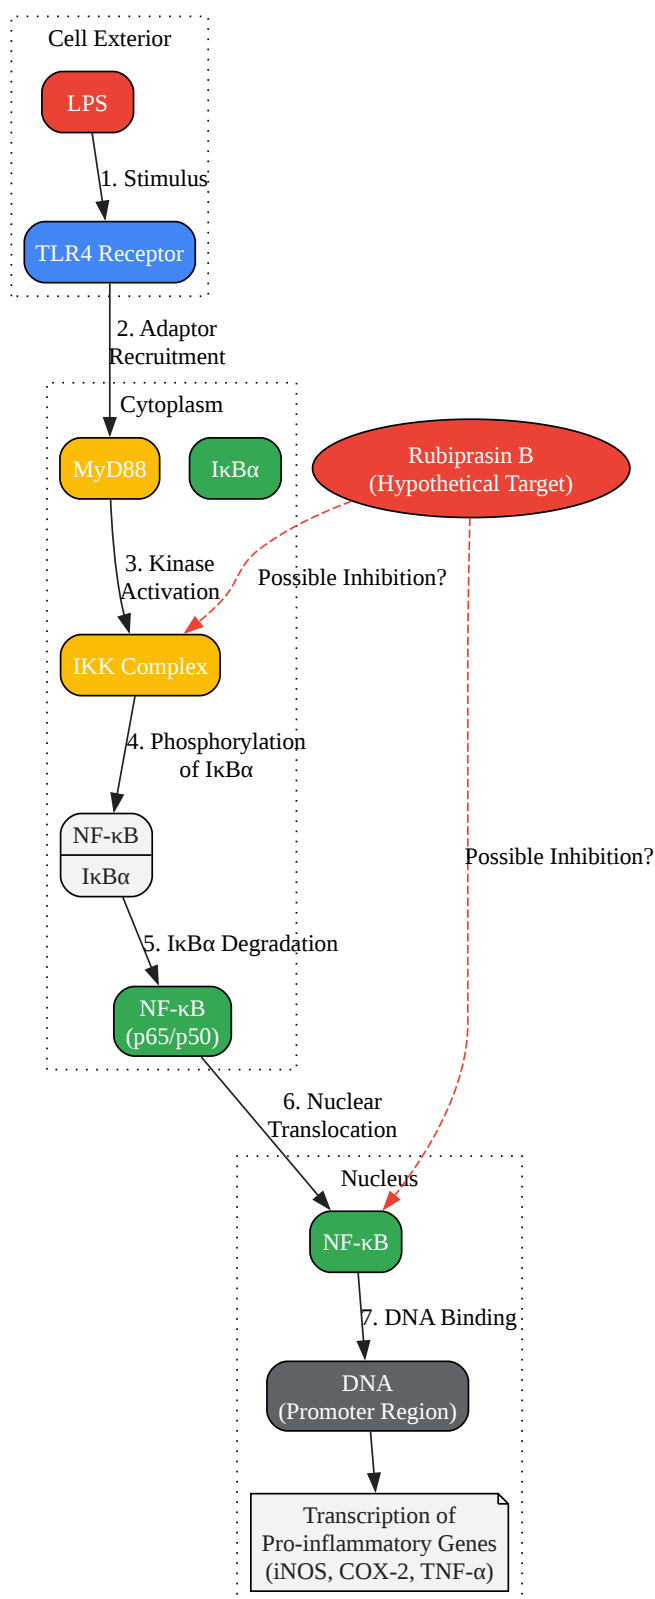 Cell Exterior
LPS
1. Stimulus
TLR4 Receptor
2. Adaptor
Recruitment
Cytoplasm
MyD88
IκBα
Rubiprasin B
(Hypothetical Target)
3. Kinase
Activation
Possible Inhibition?
IKK Complex
4. Phosphorylation
of IκBα
NF-κB
IκBα
Possible Inhibition?
5. IκBα Degradation
NF-κB
(p65/p50)
6. Nuclear
Translocation
Nucleus
NF-κB
7. DNA Binding
DNA
(Promoter Region)
Transcription of
Pro-inflammatory Genes
(iNOS, COX-2, TNF-α)